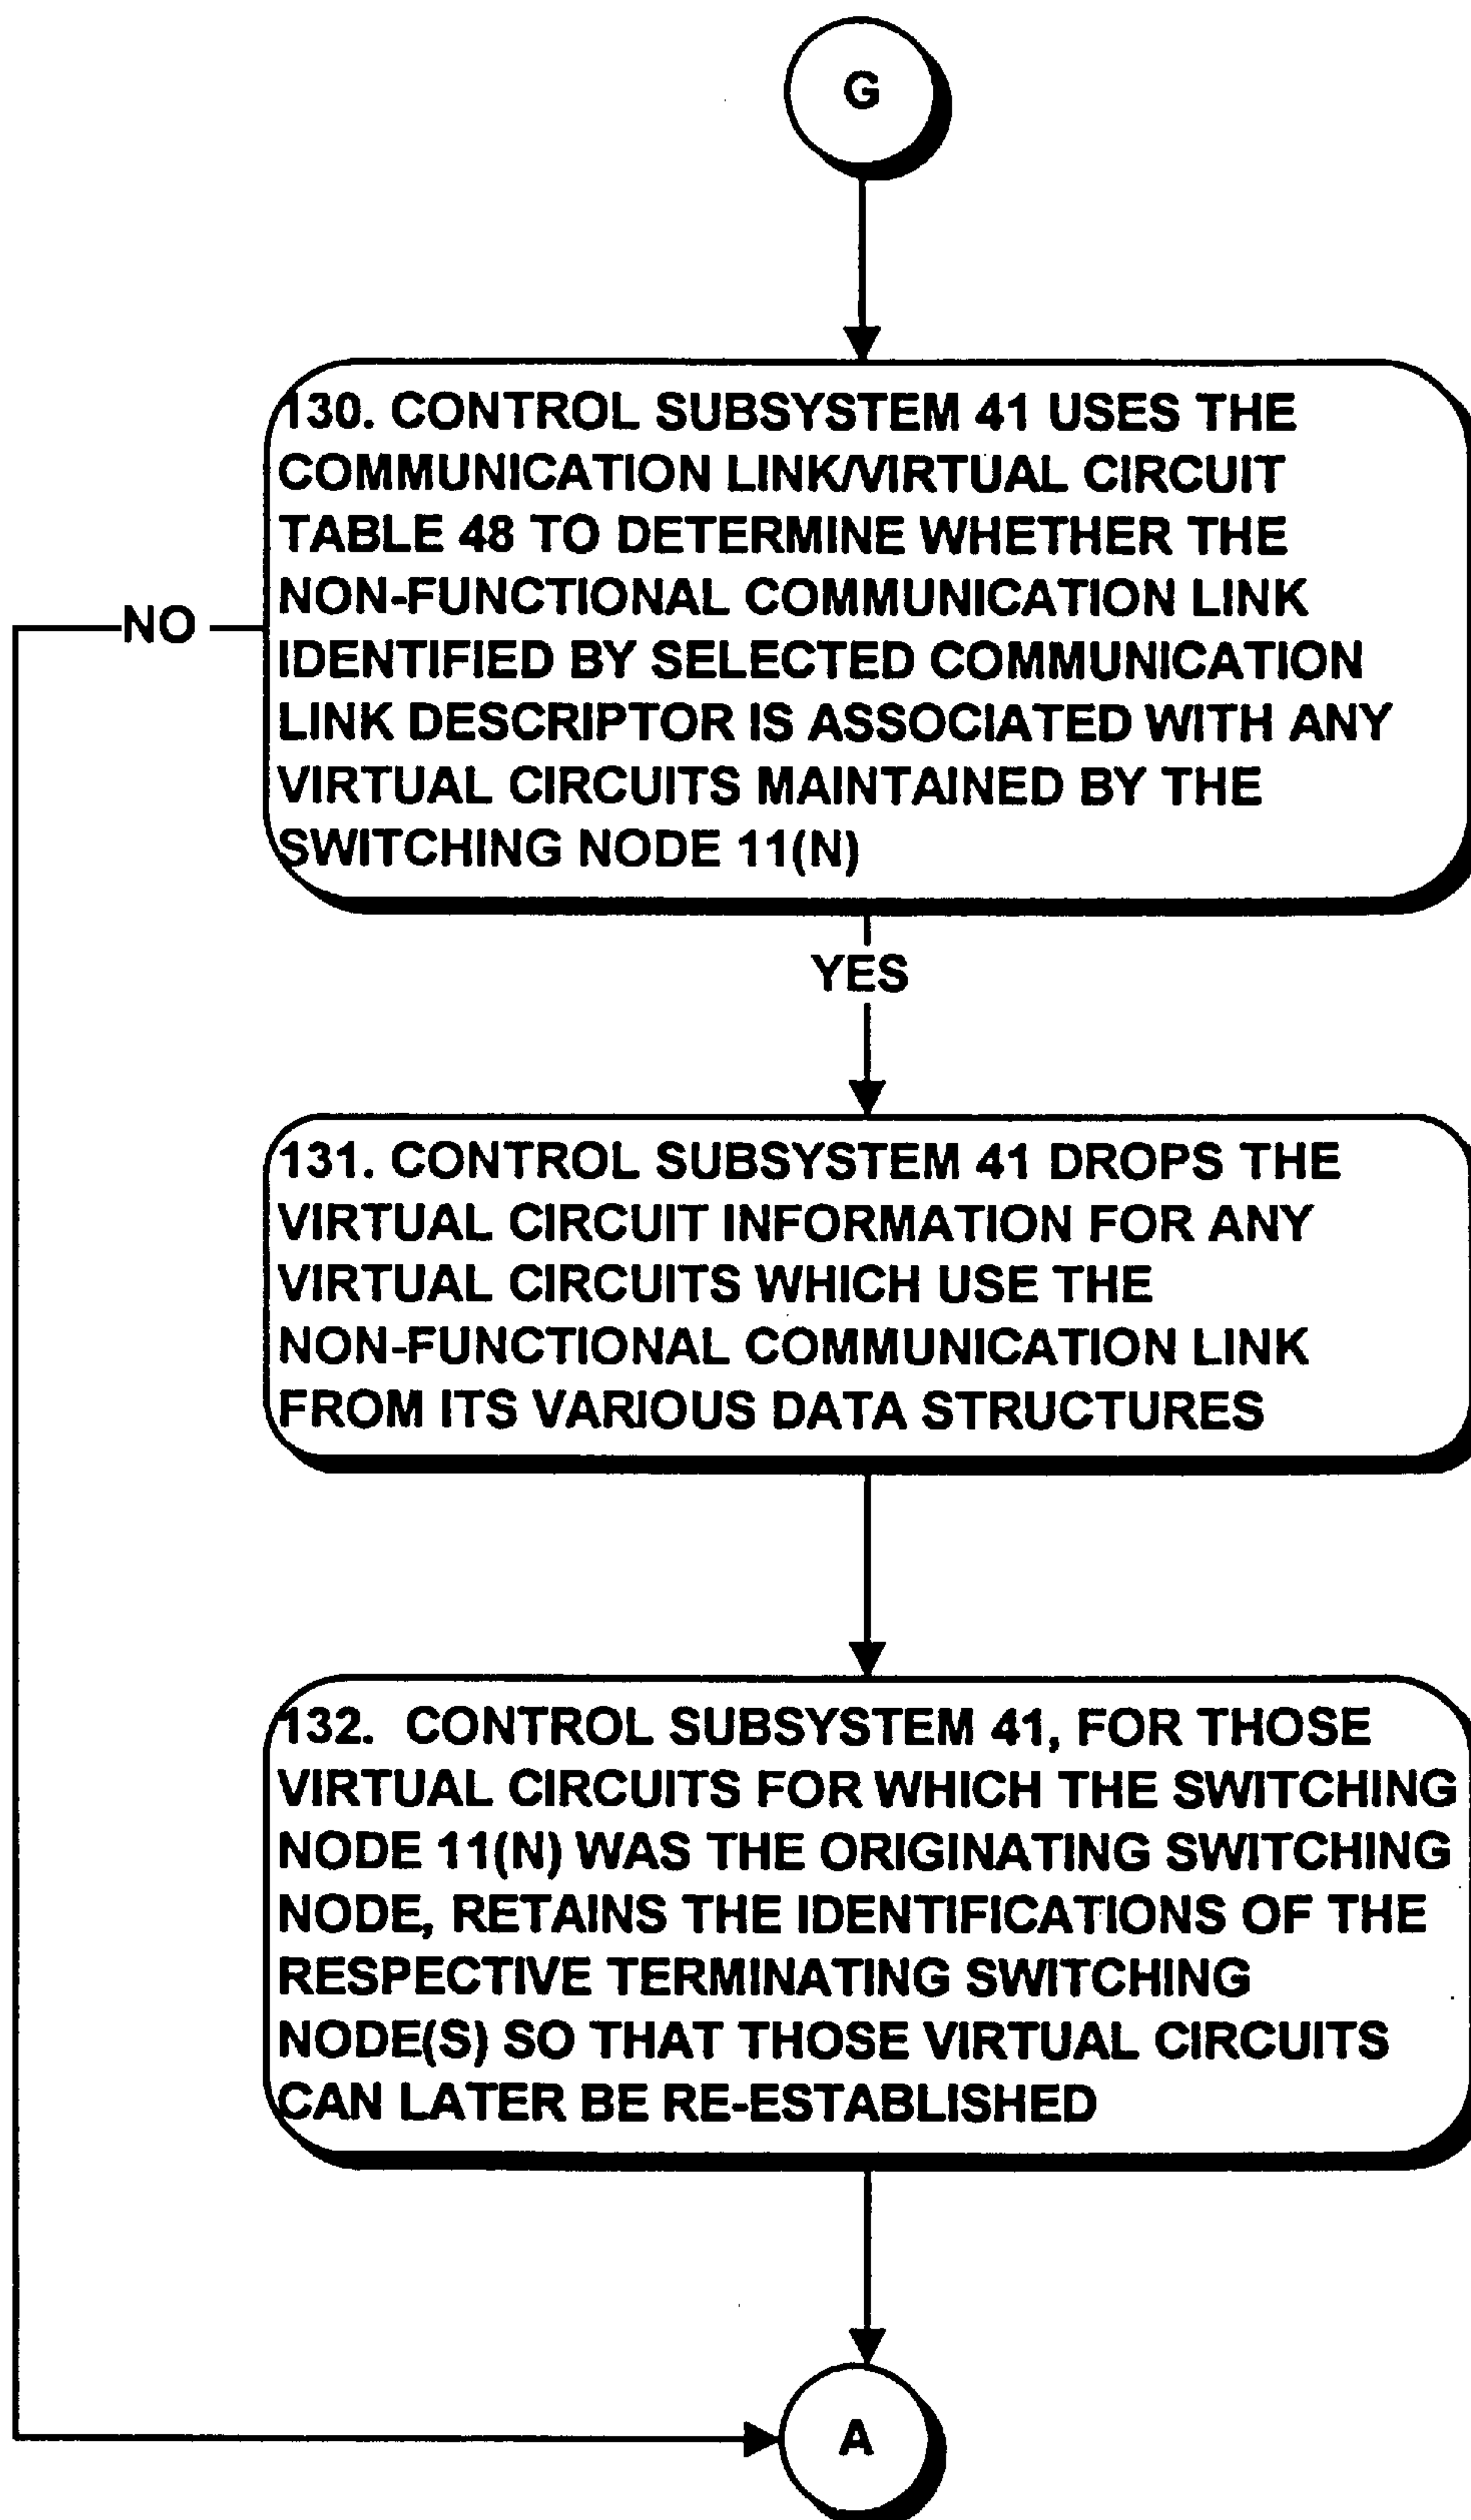 G
130. CONTROL SUBSYSTEM 41 USES THE
COMMUNICATION LINK/VIRTUAL CIRCUIT
TABLE 48 TO DETERMINE WHETHER THE
NON-FUNCTIONAL COMMUNICATION LINK
IDENTIFIED BY SELECTED COMMUNICATION
LINK DESCRIPTOR IS ASSOCIATED WITH ANY
VIRTUAL CIRCUITS MAINTAINED BY THE
SWITCHING NODE 11(N)
NO
YES
131. CONTROL SUBSYSTEM 41 DROPS THE
VIRTUAL CIRCUIT INFORMATION FOR ANY
VIRTUAL CIRCUITS WHICH USE THE
NON-FUNCTIONAL COMMUNICATION LINK
FROM ITS VARIOUS DATA STRUCTURES
132. CONTROL SUBSYSTEM 41, FOR THOSE
VIRTUAL CIRCUITS FOR WHICH THE SWITCHING
NODE 11(N) WAS THE ORIGINATING SWITCHING
NODE, RETAINS THE IDENTIFICATIONS OF THE
RESPECTIVE TERMINATING SWITCHING
NODE(S) SO THAT THOSE VIRTUAL CIRCUITS
CAN LATER BE RE-ESTABLISHED
A